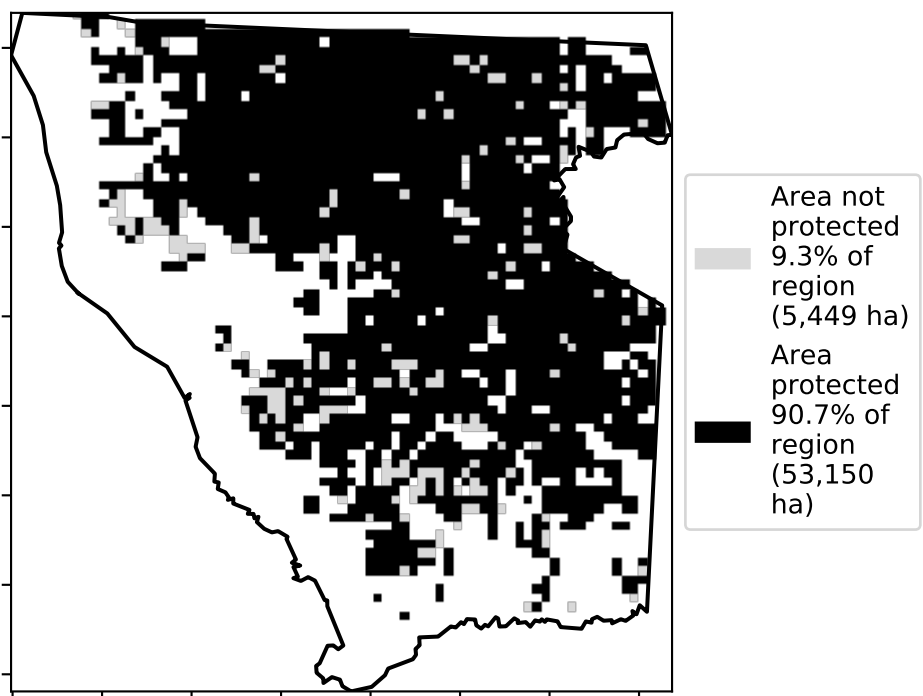 Area not
protected
9.3% of
region
(5,449 ha)
Area
protected
90.7% of
region
(53,150
ha)